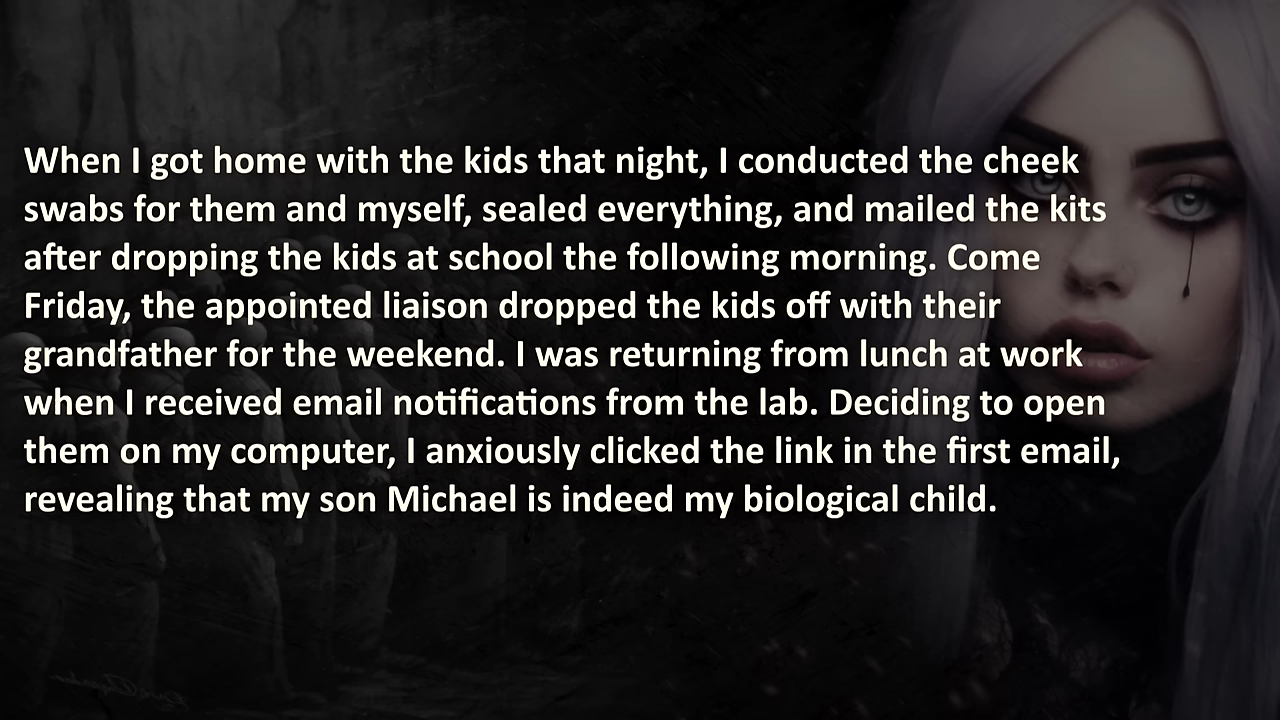 When I got home with the kids that night, I conducted the cheek
swabs for them and myself, sealed everything, and mailed the kits
after dropping the kids at school the following morning. Come
Friday, the appointed liaison dropped the kids off with their
grandfather for the weekend. I was returning from lunch at work
when I received email notifications from the lab. Deciding to open
them on my computer, I anxiously clicked the link in the first email,
revealing that my son Michael is indeed my biological child.